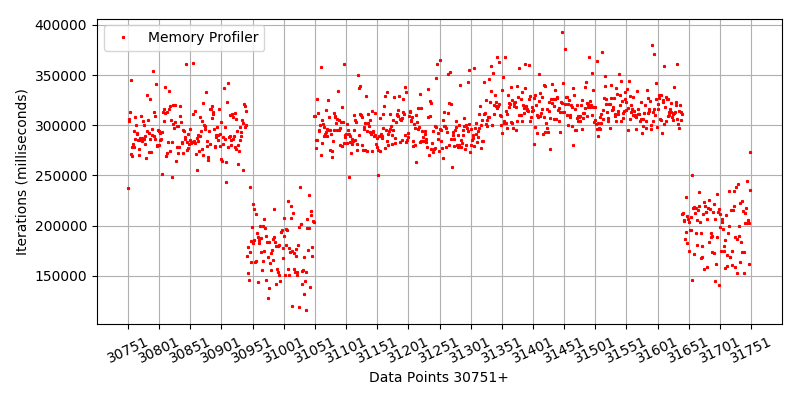 400000
Memory Profiler
350000
300000
250000
200000
150000
Iterations (milliseconds)
30751 30801 30851 30901 30951 31001 31051 31101 31151 31201 31251 31301 31351 31401 31451 31501 31551 31601 31651 31701 31751
Data Points 30751+